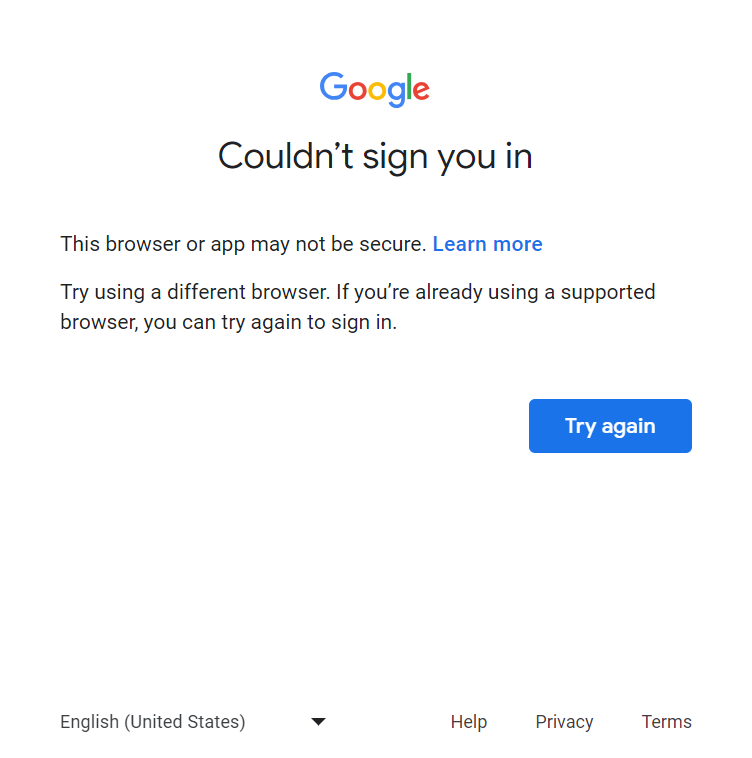 Google
Couldn’t sign you in
This browser or app may not be secure. Learn more
Try using a different browser. If you’re already using a supported
browser, you can try again to sign in.
Try again
English (United States)
Help
Privacy
Terms